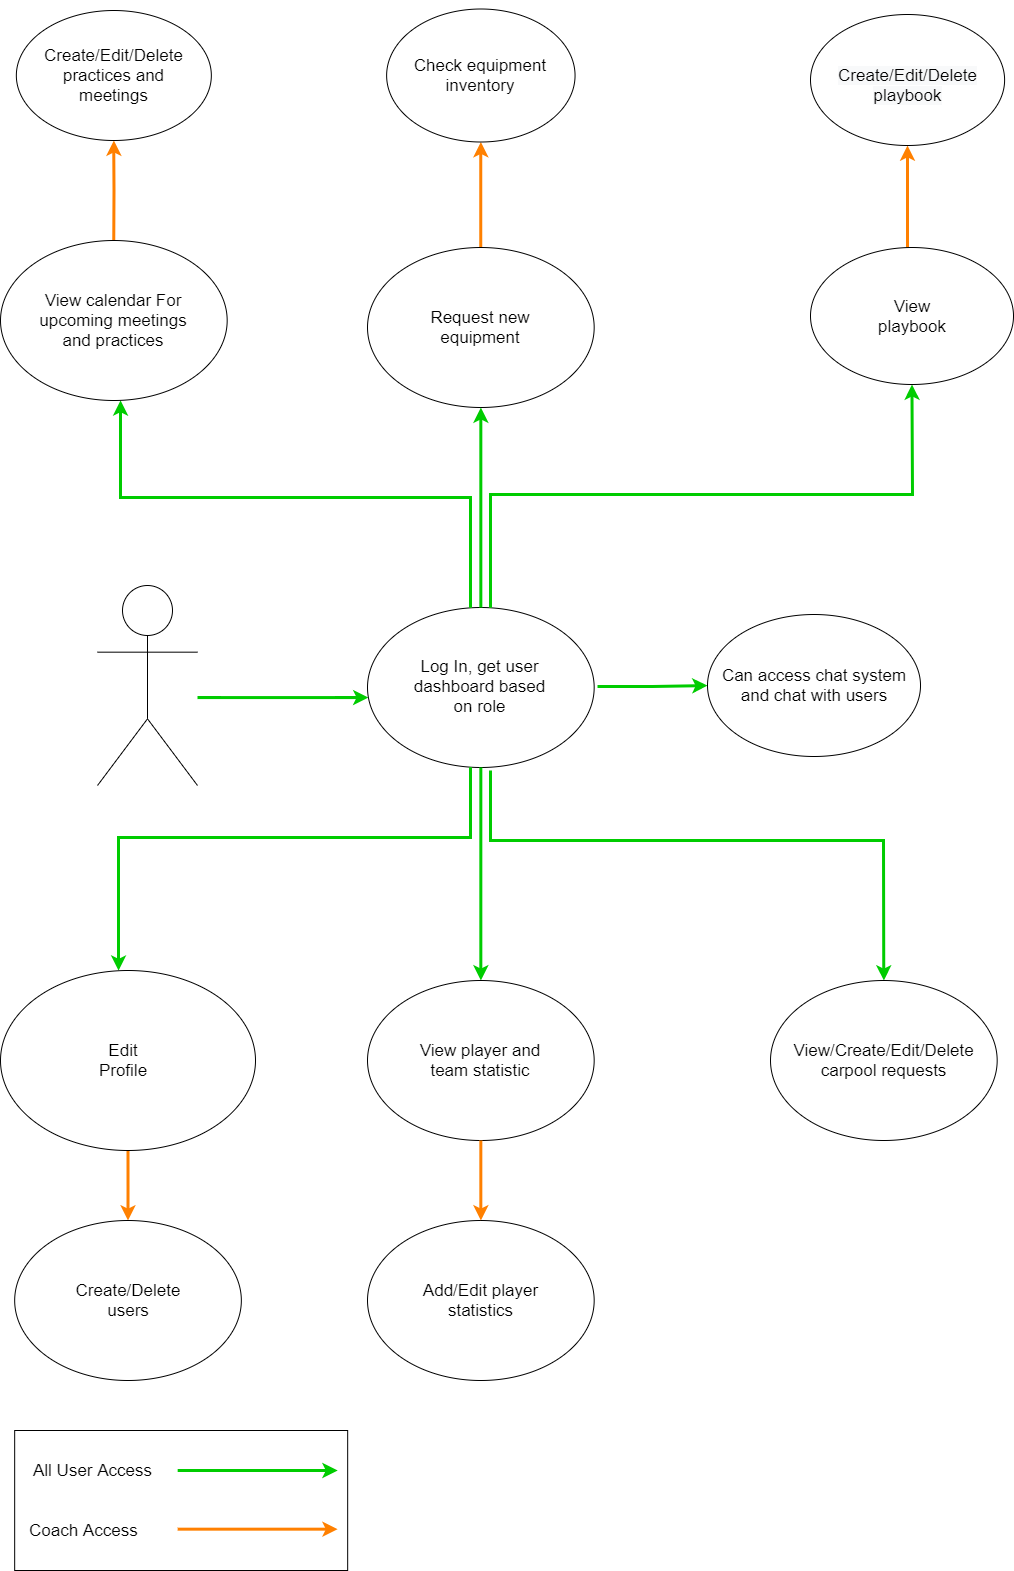 Create/Edit/Delete
practices and
meetings
Check equipment
inventory
Create/Edit/Delete
playbook
View calendar For
upcoming meetings
and practices
Request new
equipment
View
playbook
Log In, get user
dashboard based
on role
Can access chat system
and chat with users
Edit
Profile
View player and
team statistic
View/Create/Edit/Delete
carpool requests
Create/Delete
users
Add/Edit player
statistics
All User Access
Coach Access